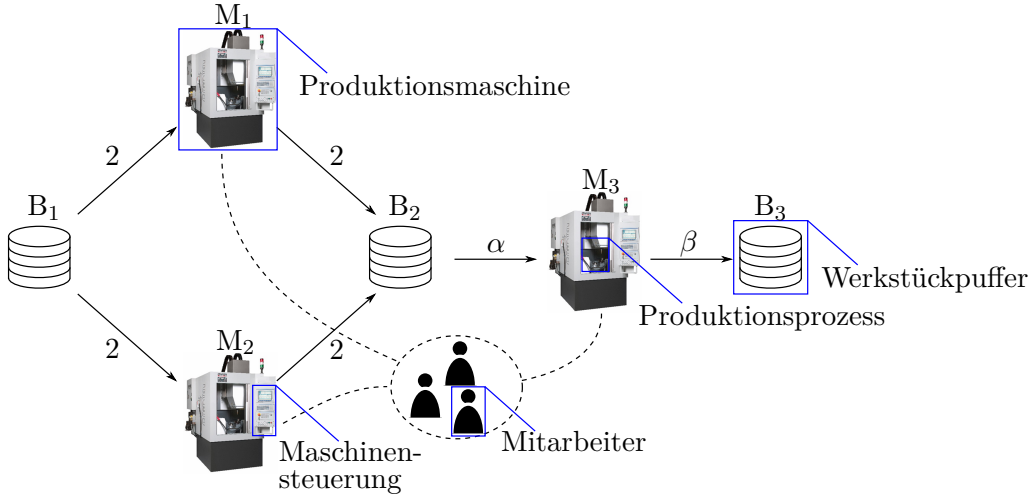 M₁
Produktionsmaschine
2
2
B₁
B₂
α
M₃
β
B₃
Werkstückpuffer
Produktionsprozess
2
M₂
2
Maschinen-
steuerung
Mitarbeiter